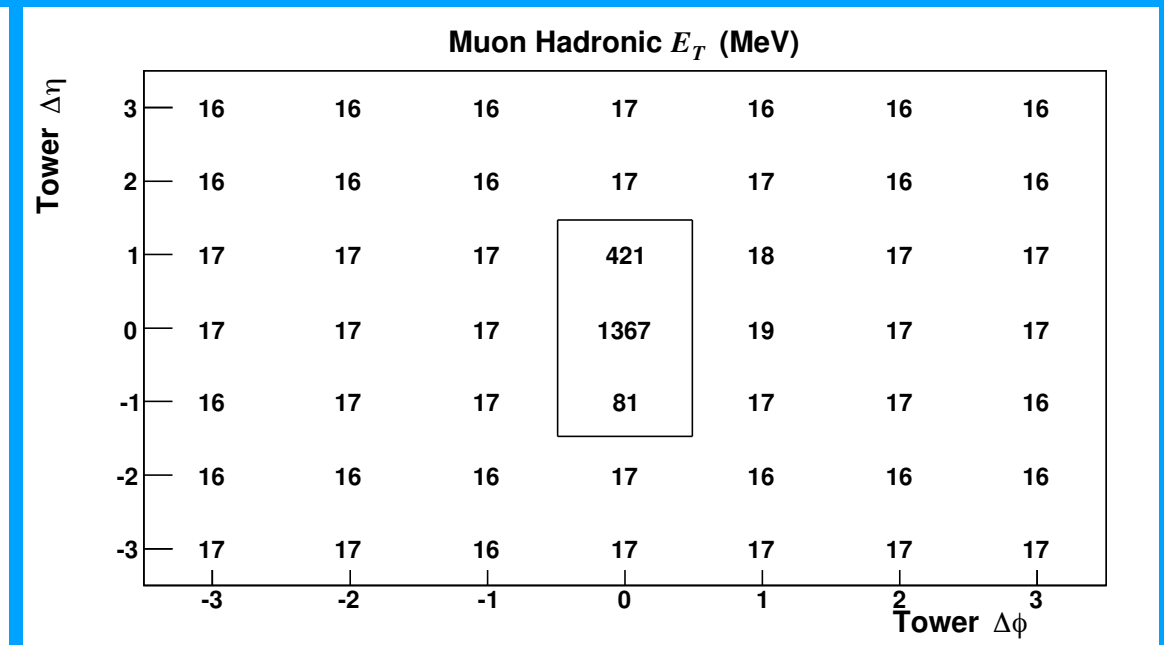 Muon Hadronic E_T (MeV)
Tower Δη
3 16 16 16 17 16 16 16
2 16 16 16 17 17 16 16
1 17 17 17 421 18 17 17
0 17 17 17 1367 19 17 17
-1 16 17 17 81 17 17 16
-2 16 16 16 17 16 16 16
-3 17 17 16 17 17 17 17
-3 -2 -1 0 1 2 3
Tower Δϕ